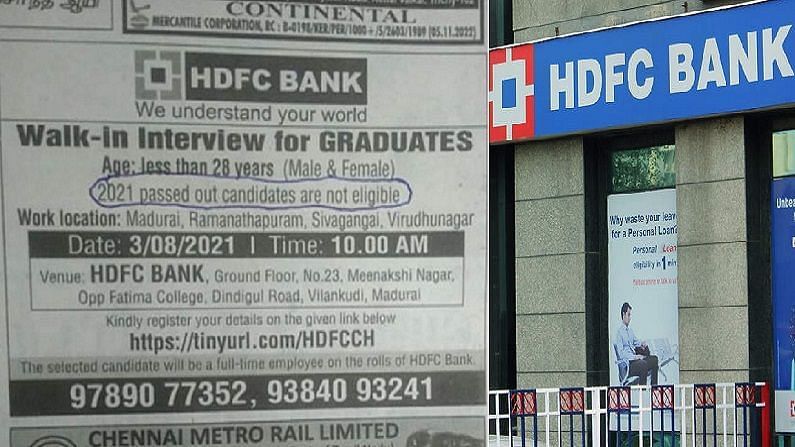 CONTINENTAL
MERCANTILE CORPORATION, RC : B-0198/KER/PER/1000+/5/2603/1989 (05.11.2022)
HDFC BANK
We understand your world
Walk-in Interview for GRADUATES
Age: less than 28 years (Male & Female)
2021 passed out candidates are not eligible
Work location: Madurai, Ramanathapuram, Sivagangai, Virudhunagar
Date: 3/08/2021 | Time: 10.00 AM
Venue: HDFC BANK, Ground Floor, No.23, Meenakshi Nagar,
Opp Fatima College, Dindigul Road, Vilankudi, Madurai
Kindly register your details on the given link below
https://tinyurl.com/HDFCCH
The selected candidate will be a full-time employee on the rolls of HDFC Bank.
97890 77352, 93840 93241
CHENNAI METRO RAIL LIMITED
HDFC BANK
Why waste your leave
for a Personal Loan
Personal Loan
eligibility in 1 min